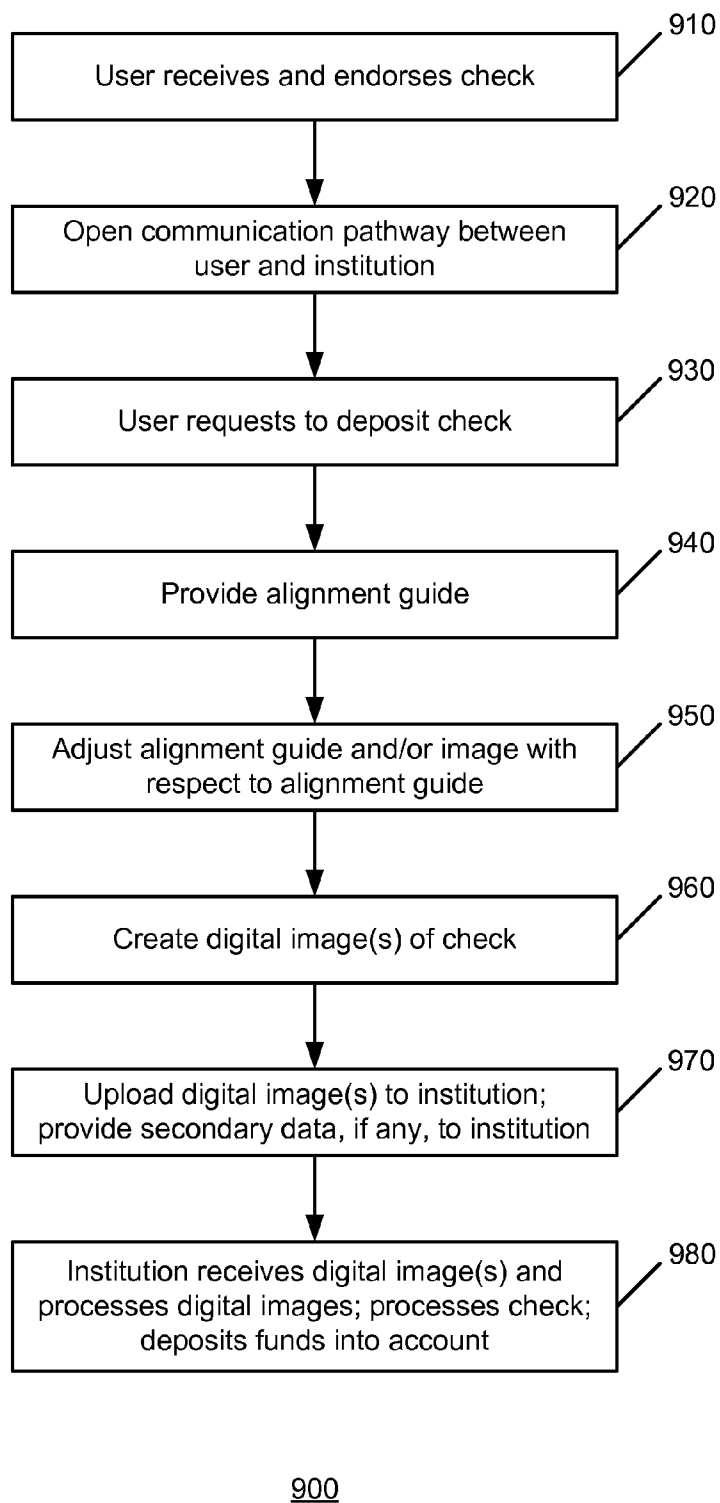 910
User receives and endorses check
920
Open communication pathway between
user and institution
930
User requests to deposit check
940
Provide alignment guide
950
Adjust alignment guide and/or image with
respect to alignment guide
960
Create digital image(s) of check
970
Upload digital image(s) to institution;
provide secondary data, if any, to institution
980
Institution receives digital image(s) and
processes digital images; processes check;
deposits funds into account
900